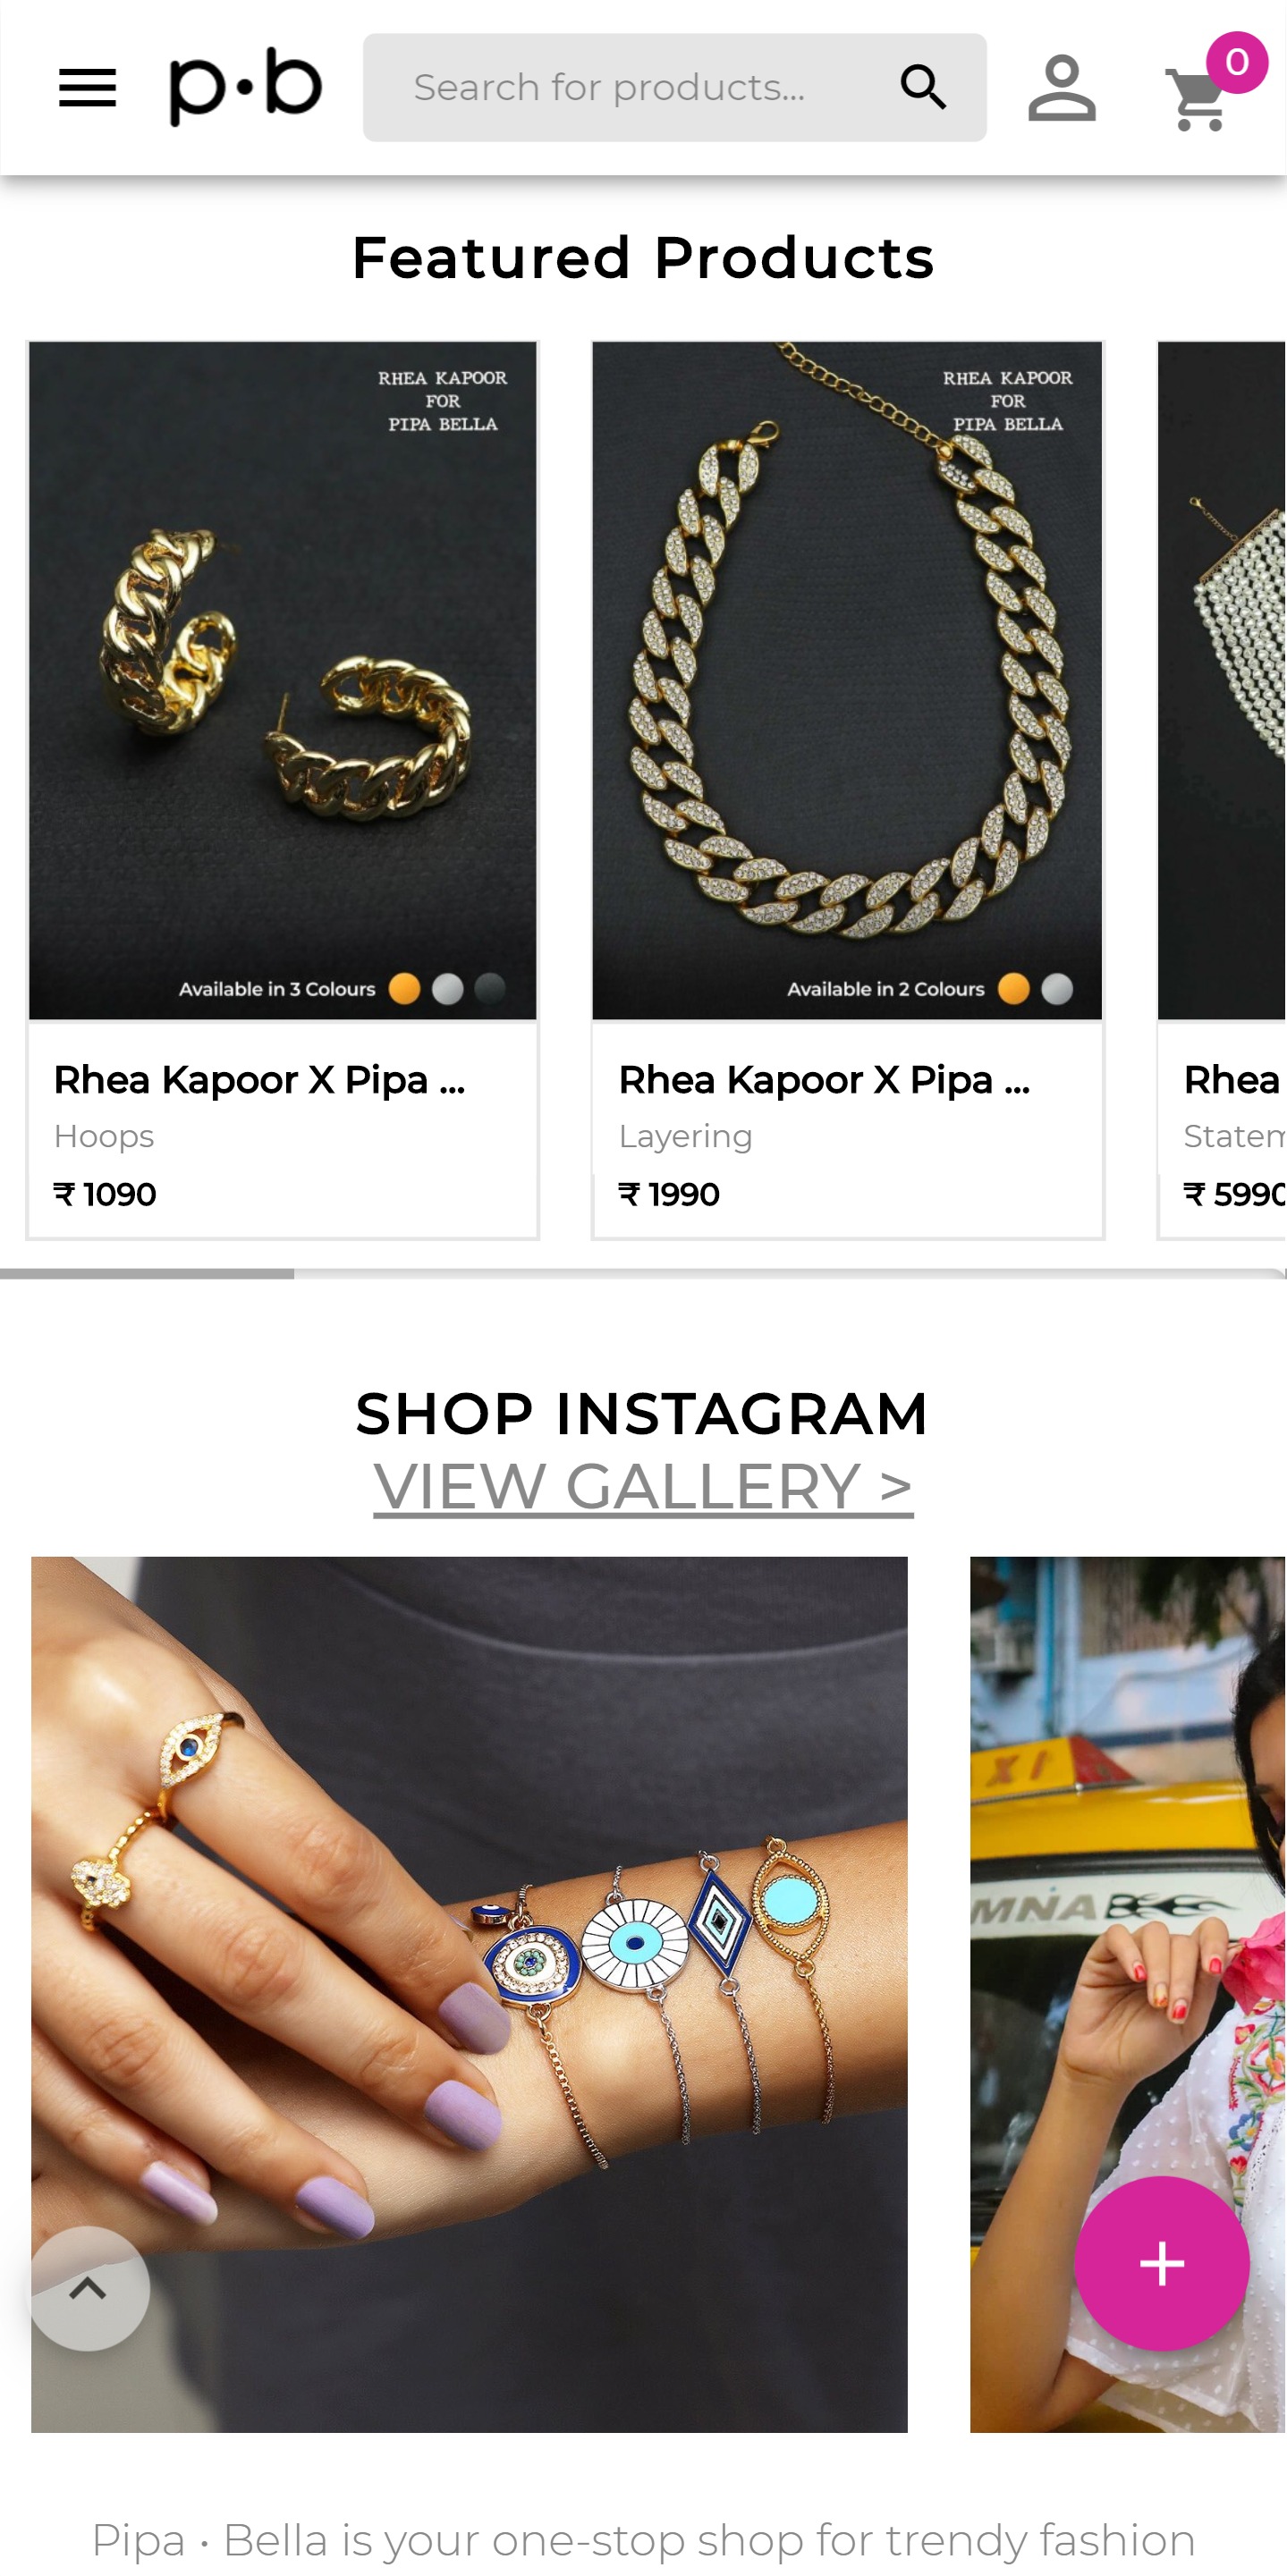 p•b
Search for products...
0
Featured Products
RHEA KAPOOR
FOR
PIPA BELLA
Available in 3 Colours
Rhea Kapoor X Pipa ...
Hoops
₹ 1090
RHEA KAPOOR
FOR
PIPA BELLA
Available in 2 Colours
Rhea Kapoor X Pipa ...
Layering
₹ 1990
Rhea
Statem
₹ 5990
SHOP INSTAGRAM
VIEW GALLERY >
XI
MNA
Pipa • Bella is your one-stop shop for trendy fashion